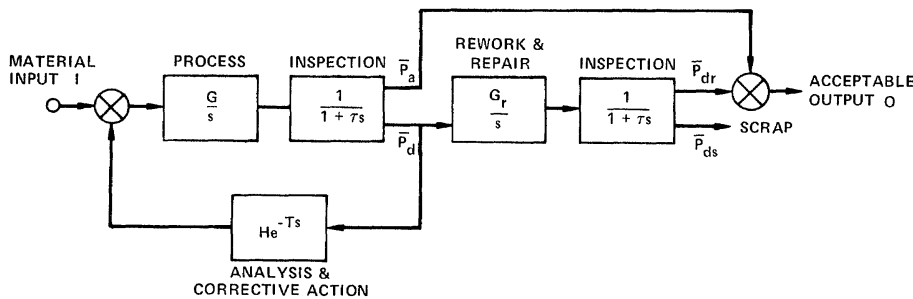 MATERIAL
INPUT I
PROCESS
G
s
INSPECTION
1
1 + τs
P̅a
P̅d
REWORK &
REPAIR
Gr
s
INSPECTION
1
1 + τs
P̅dr
P̅ds
SCRAP
ACCEPTABLE
OUTPUT O
He-Ts
ANALYSIS &
CORRECTIVE ACTION